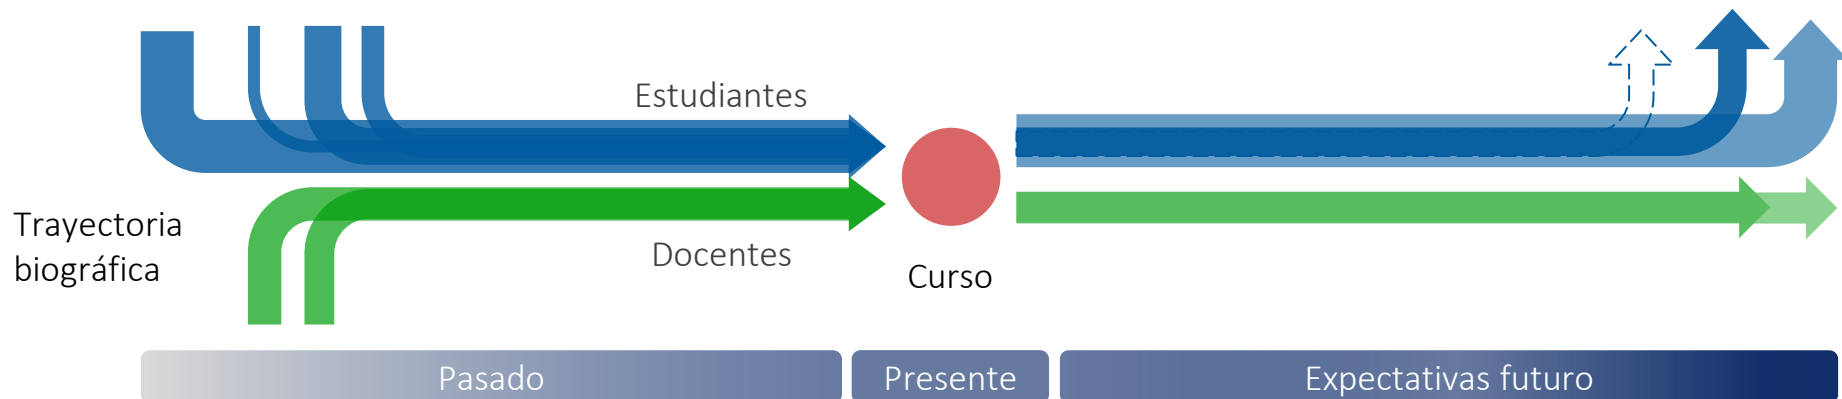 Estudiantes
Trayectoria
biográfica
Docentes
Curso
Pasado
Presente
Expectativas futuro